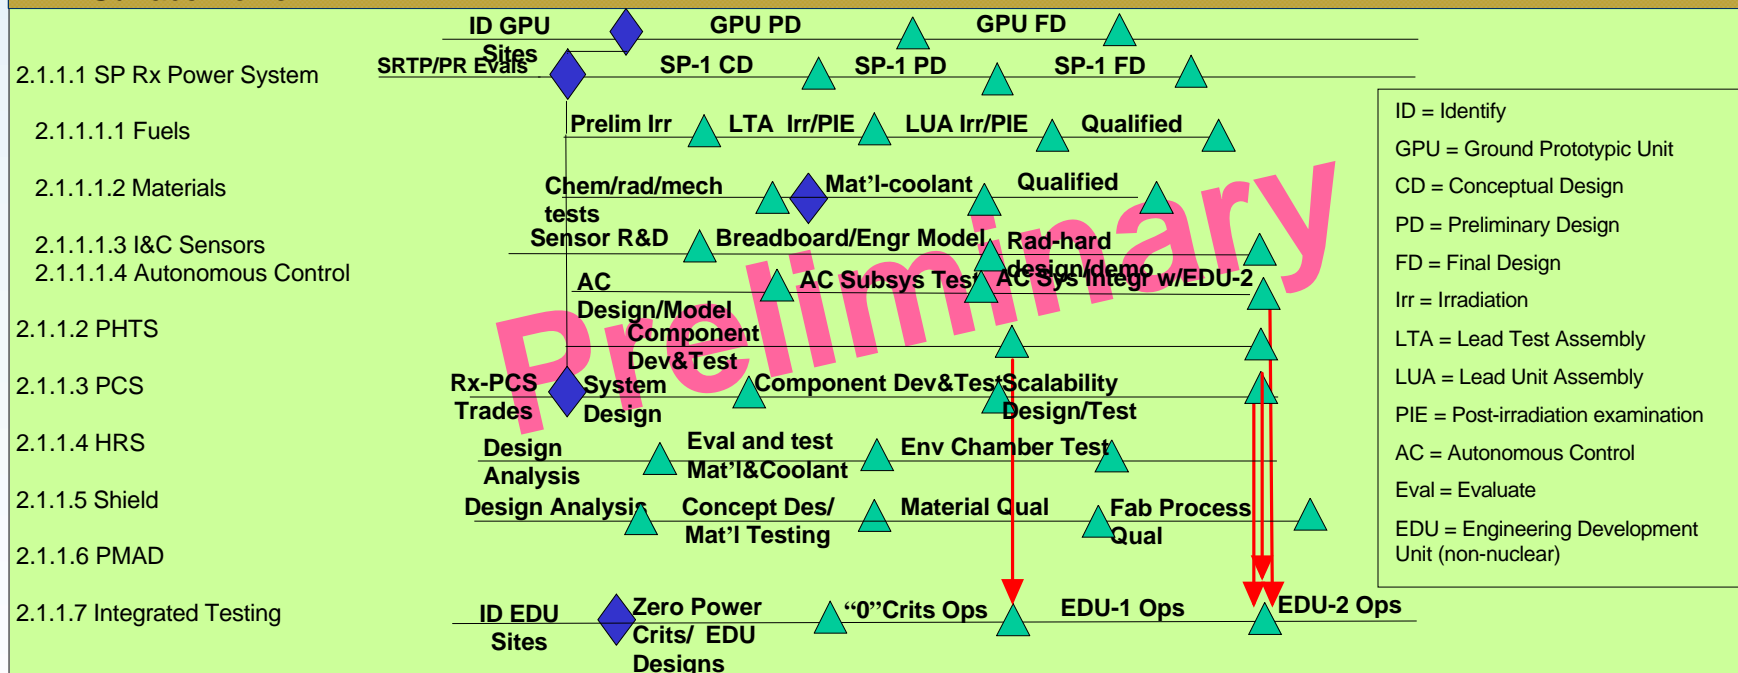 ID GPU
Sites
GPU PD
GPU FD
2.1.1.1 SP Rx Power System
SRTP/PR Evals
SP-1 CD
SP-1 PD
SP-1 FD
2.1.1.1.1 Fuels
Prelim Irr
LTA Irr/PIE
LUA Irr/PIE
Qualified
2.1.1.1.2 Materials
Chem/rad/mech
tests
Mat'l-coolant
Qualified
2.1.1.1.3 I&C Sensors
Sensor R&D
Breadboard/Engr Model
Rad-hard
design/demo
2.1.1.1.4 Autonomous Control
AC
Design/Model
AC Subsys Test
AC Sys Integr w/EDU-2
2.1.1.2 PHTS
Component
Dev&Test
2.1.1.3 PCS
Rx-PCS
Trades
System
Design
Component Dev&Test
Scalability
Design/Test
2.1.1.4 HRS
Design
Analysis
Eval and test
Mat'l&Coolant
Env Chamber Test
2.1.1.5 Shield
Design Analysis
Concept Des/
Mat'l Testing
Material Qual
Fab Process
Qual
2.1.1.6 PMAD
2.1.1.7 Integrated Testing
ID EDU
Sites
Zero Power
Crits/ EDU
Designs
“0”Crits Ops
EDU-1 Ops
EDU-2 Ops
Preliminary
ID = Identify
GPU = Ground Prototypic Unit
CD = Conceptual Design
PD = Preliminary Design
FD = Final Design
Irr = Irradiation
LTA = Lead Test Assembly
LUA = Lead Unit Assembly
PIE = Post-irradiation examination
AC = Autonomous Control
Eval = Evaluate
EDU = Engineering Development
Unit (non-nuclear)